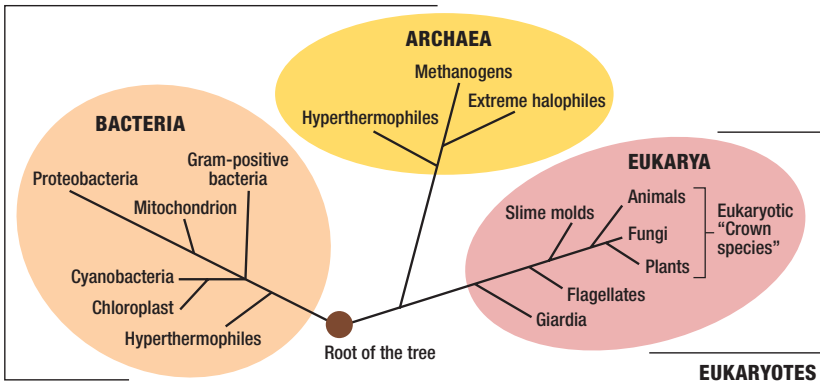 ARCHAEA
Methanogens
Extreme halophiles
Hyperthermophiles
BACTERIA
Gram-positive
bacteria
Proteobacteria
Mitochondrion
Cyanobacteria
Chloroplast
Hyperthermophiles
EUKARYA
Animals
Slime molds
Fungi
Plants
Eukaryotic
“Crown
species”
Flagellates
Giardia
Root of the tree
EUKARYOTES